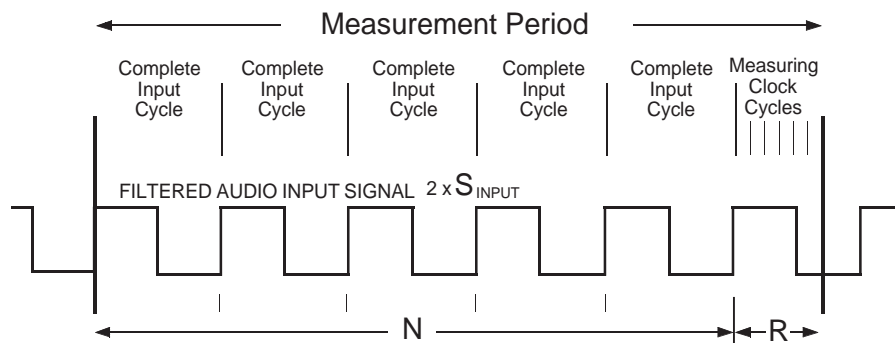 Measurement Period
Complete
Input
Cycle
Complete
Input
Cycle
Complete
Input
Cycle
Complete
Input
Cycle
Complete
Input
Cycle
Measuring
Clock
Cycles
FILTERED AUDIO INPUT SIGNAL 2 x SINPUT
N
R